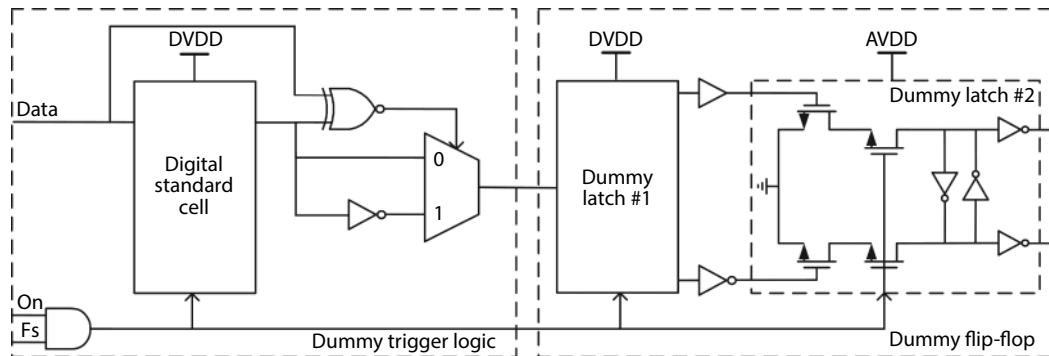 DVDD
Data
Digital
standard
cell
0
1
On
Fs
Dummy trigger logic
DVDD
AVDD
Dummy latch #2
Dummy
latch #1
Dummy flip-flop